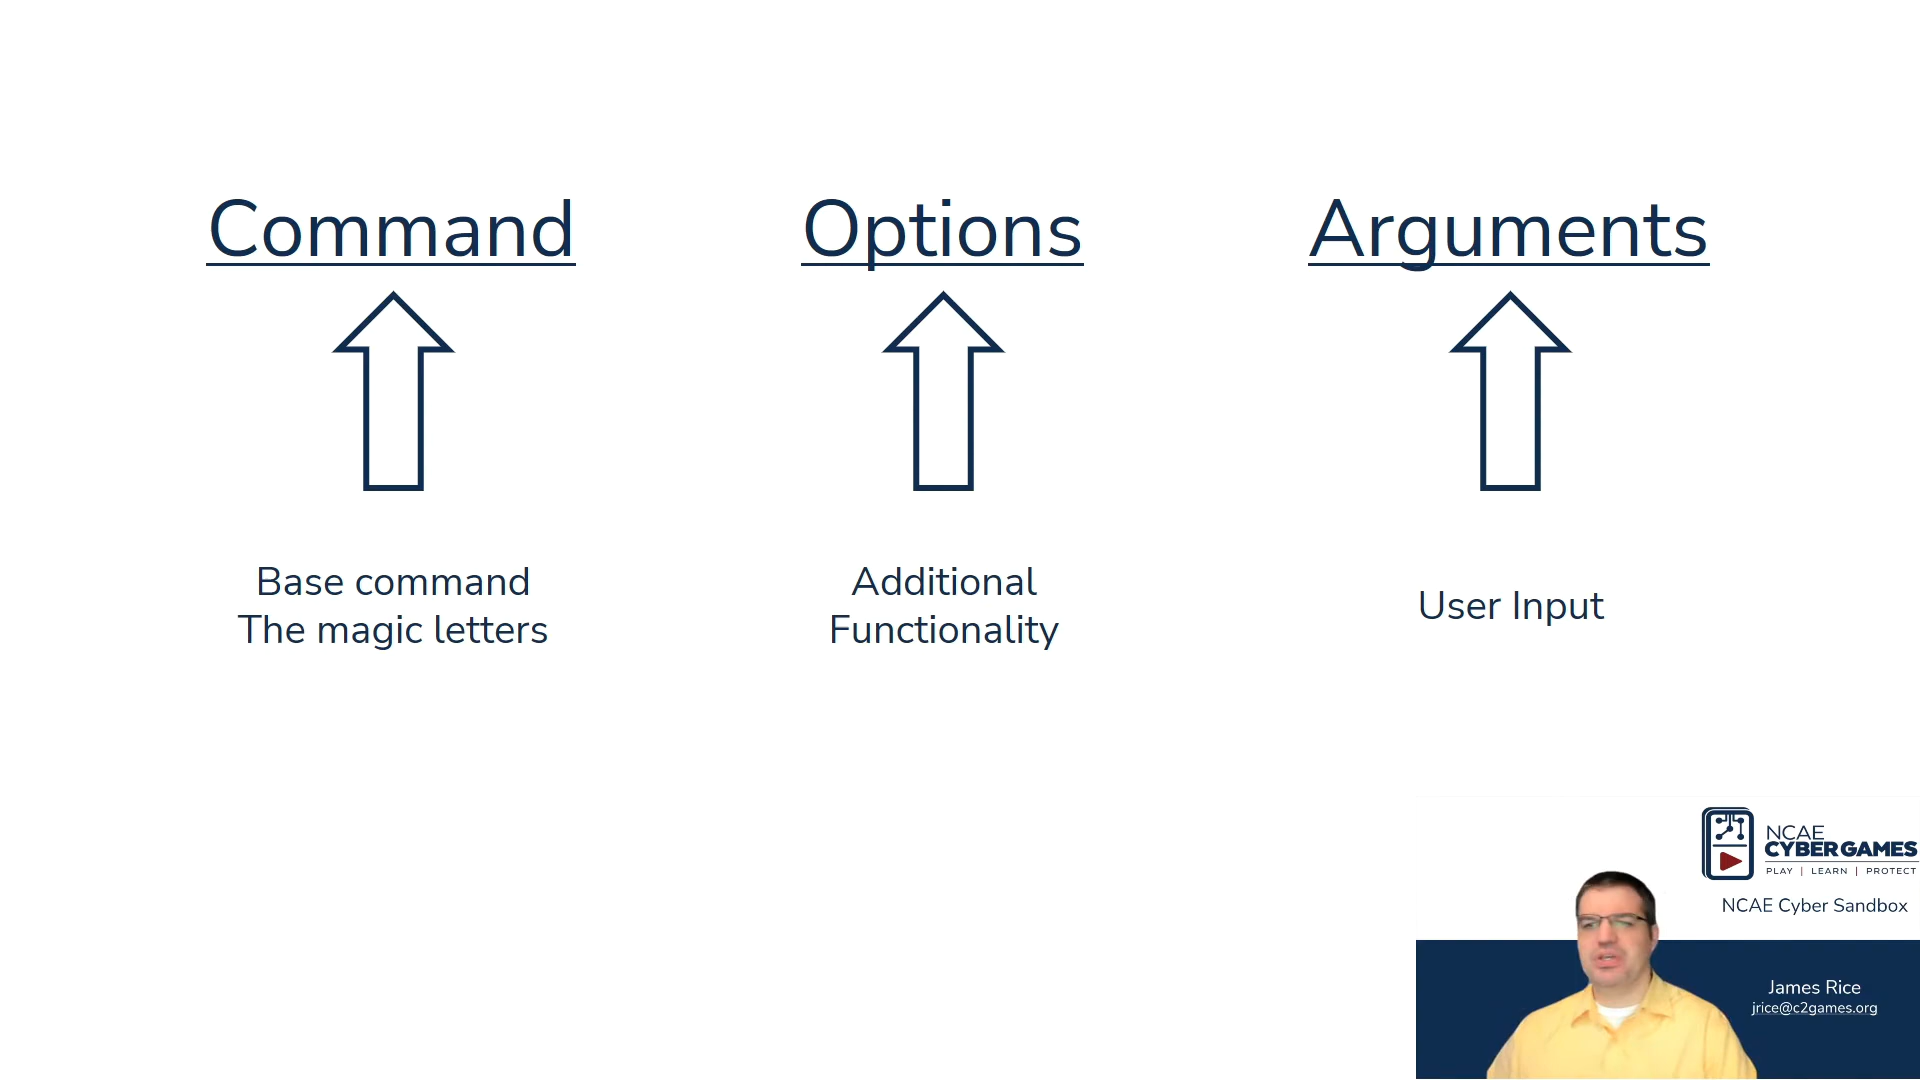 Command
Options
Arguments
Base command
The magic letters
Additional
Functionality
User Input
NCAE
CYBERGAMES
PLAY | LEARN | PROTECT
NCAE Cyber Sandbox
James Rice
jrice@c2games.org